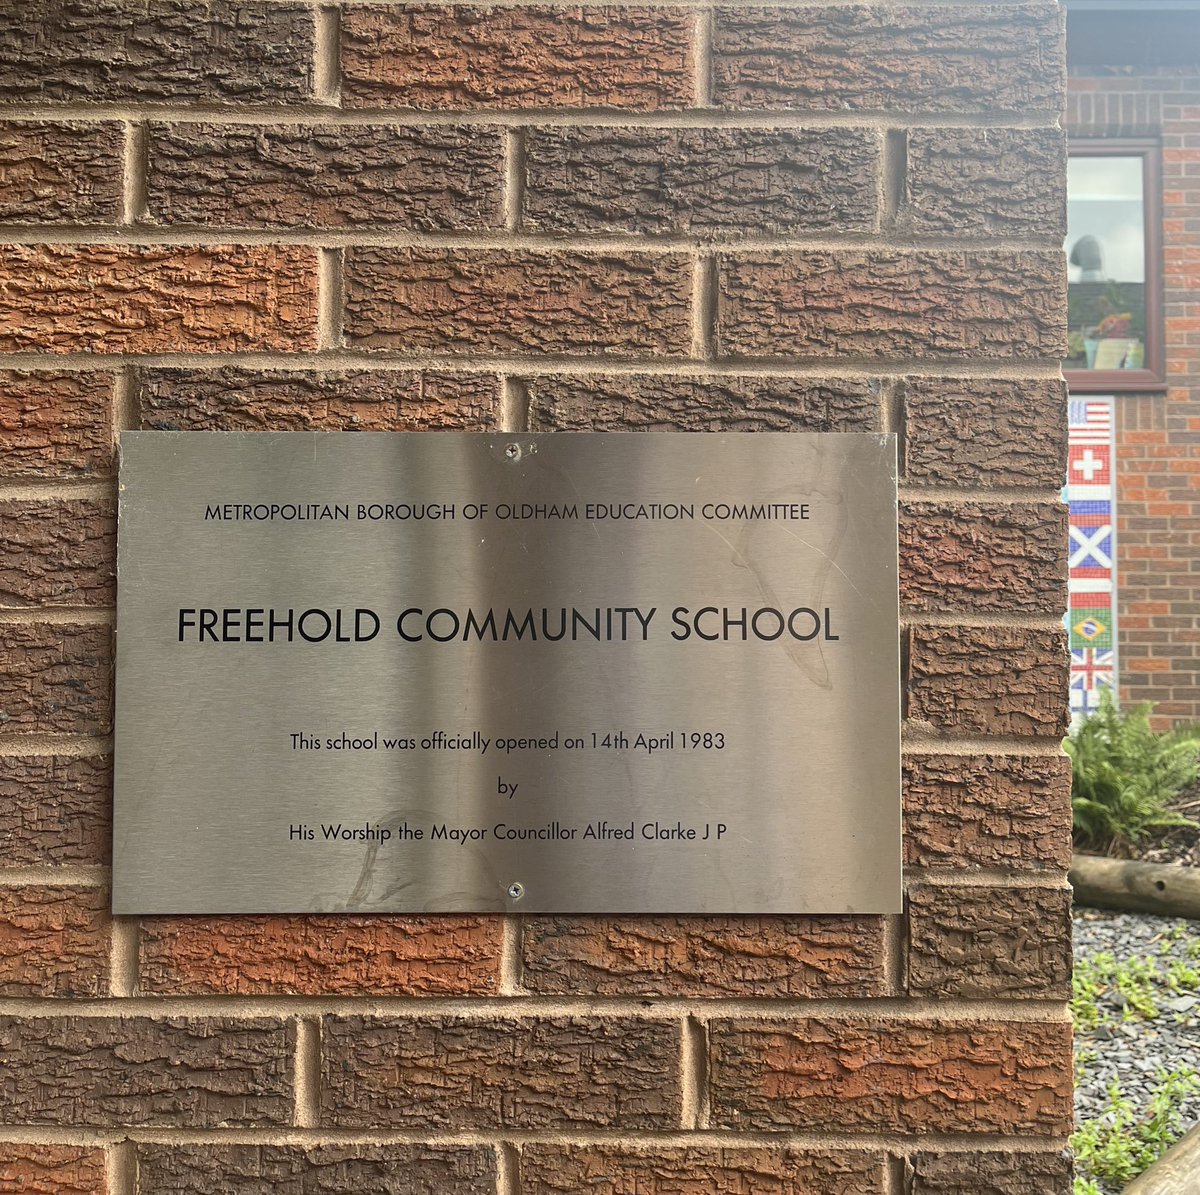 METROPOLITAN BOROUGH OF OLDHAM EDUCATION COMMITTEE
FREEHOLD COMMUNITY SCHOOL
This school was officially opened on 14th April 1983
by
His Worship the Mayor Councillor Alfred Clarke J P